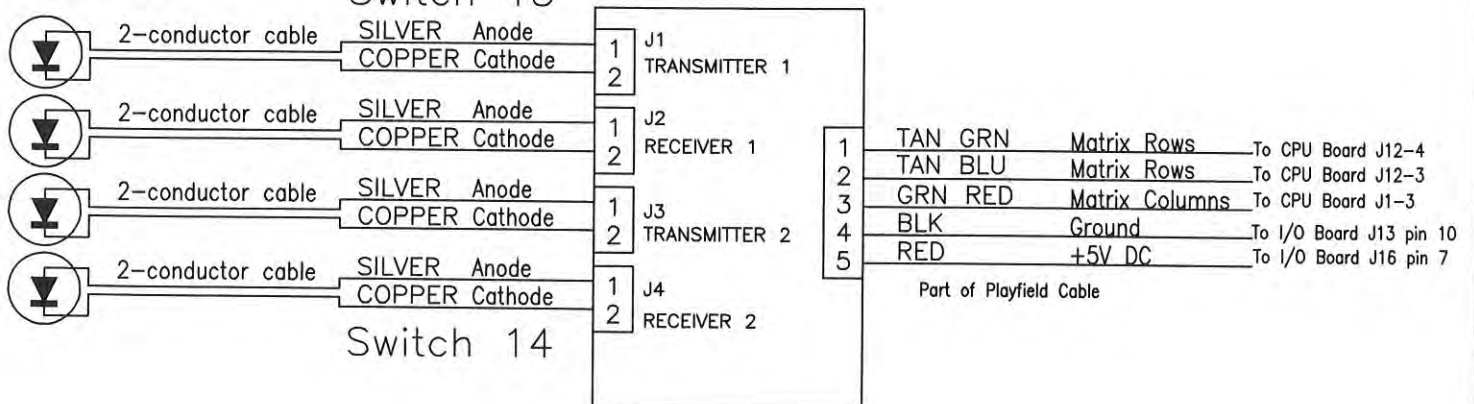 Switch
2-conductor cable SILVER Anode
COPPER Cathode
1 J1
2 TRANSMITTER 1
2-conductor cable SILVER Anode
COPPER Cathode
1 J2
2 RECEIVER 1
2-conductor cable SILVER Anode
COPPER Cathode
1 J3
2 TRANSMITTER 2
2-conductor cable SILVER Anode
COPPER Cathode
1 J4
2 RECEIVER 2
Switch 14
1 TAN GRN Matrix Rows To CPU Board J12-4
2 TAN BLU Matrix Rows To CPU Board J12-3
3 GRN RED Matrix Columns To CPU Board J1-3
4 BLK Ground To I/O Board J13 pin 10
5 RED +5V DC To I/O Board J16 pin 7
Part of Playfield Cable